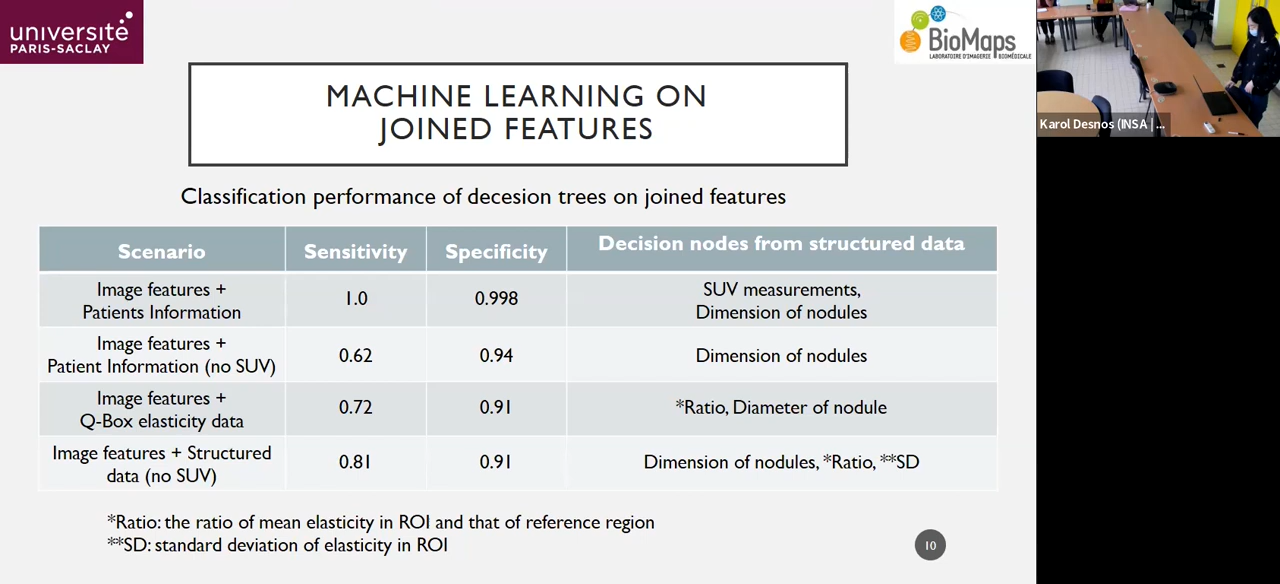 université
PARIS-SACLAY
BioMaps
LABORATOIRE D'IMAGERIE BIOMÉDICALE
Karol Desnos (INSA | ...
MACHINE LEARNING ON
JOINED FEATURES
Classification performance of decesion trees on joined features
Scenario Sensitivity Specificity Decision nodes from structured data
Image features +
Patients Information 1.0 0.998 SUV measurements,
Dimension of nodules
Image features +
Patient Information (no SUV) 0.62 0.94 Dimension of nodules
Image features +
Q-Box elasticity data 0.72 0.91 *Ratio, Diameter of nodule
Image features + Structured
data (no SUV) 0.81 0.91 Dimension of nodules, *Ratio, **SD
*Ratio: the ratio of mean elasticity in ROI and that of reference region
**SD: standard deviation of elasticity in ROI
10